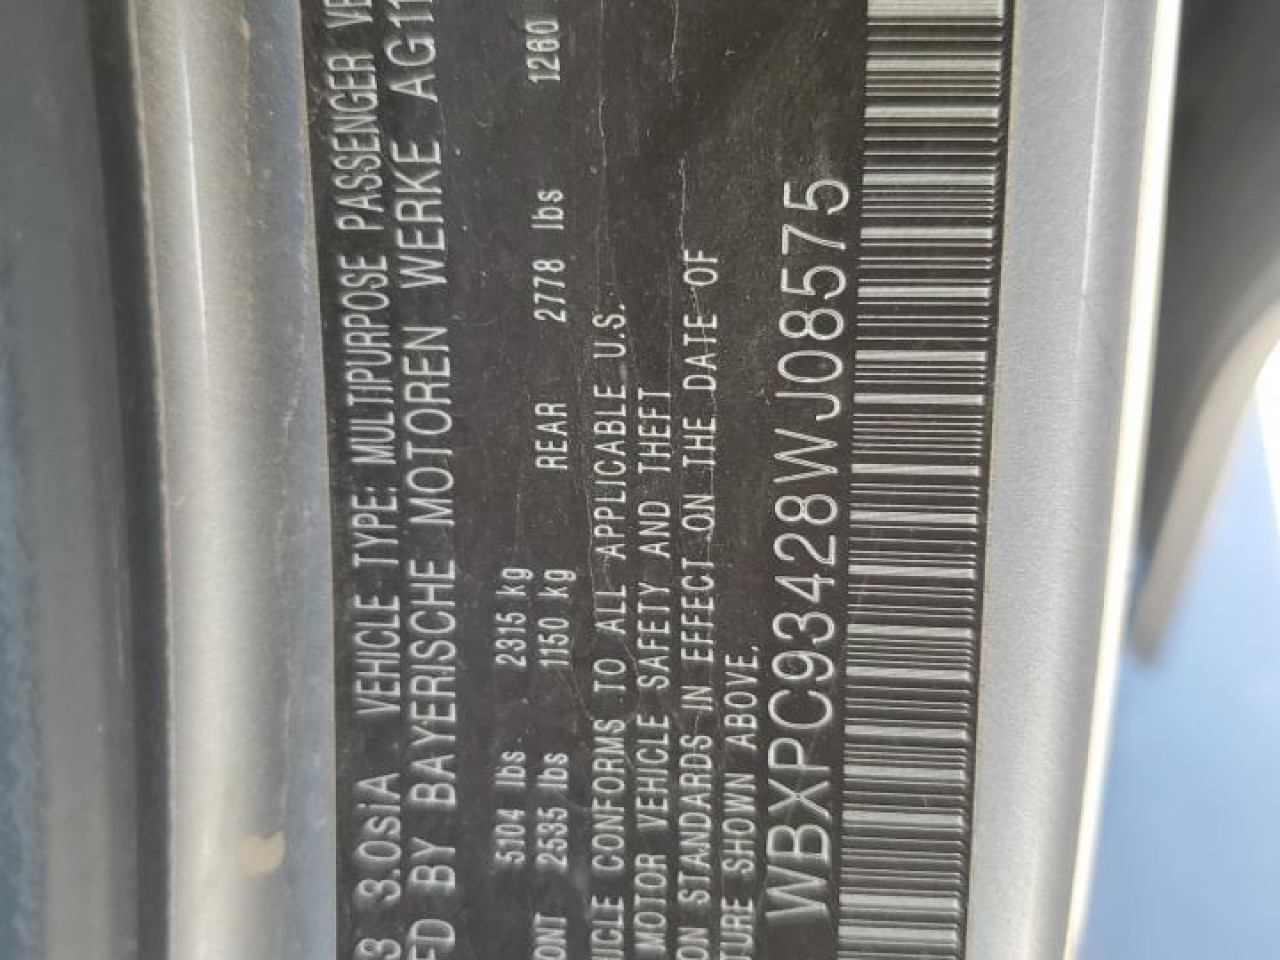 3 3.0SiA VEHICLE TYPE: MULTIPURPOSE PASSENGER
BY BAYERISCHE MOTOREN WERKE AG
5104 lbs 2315 kg
2535 lbs 1150 kg REAR 2778 lbs 1260
CONFORMS TO ALL APPLICABLE U.S.
MOTOR VEHICLE SAFETY AND THEFT
STANDARDS IN EFFECT ON THE DATE OF
SHOWN ABOVE.
WBXPC93428WJ08575